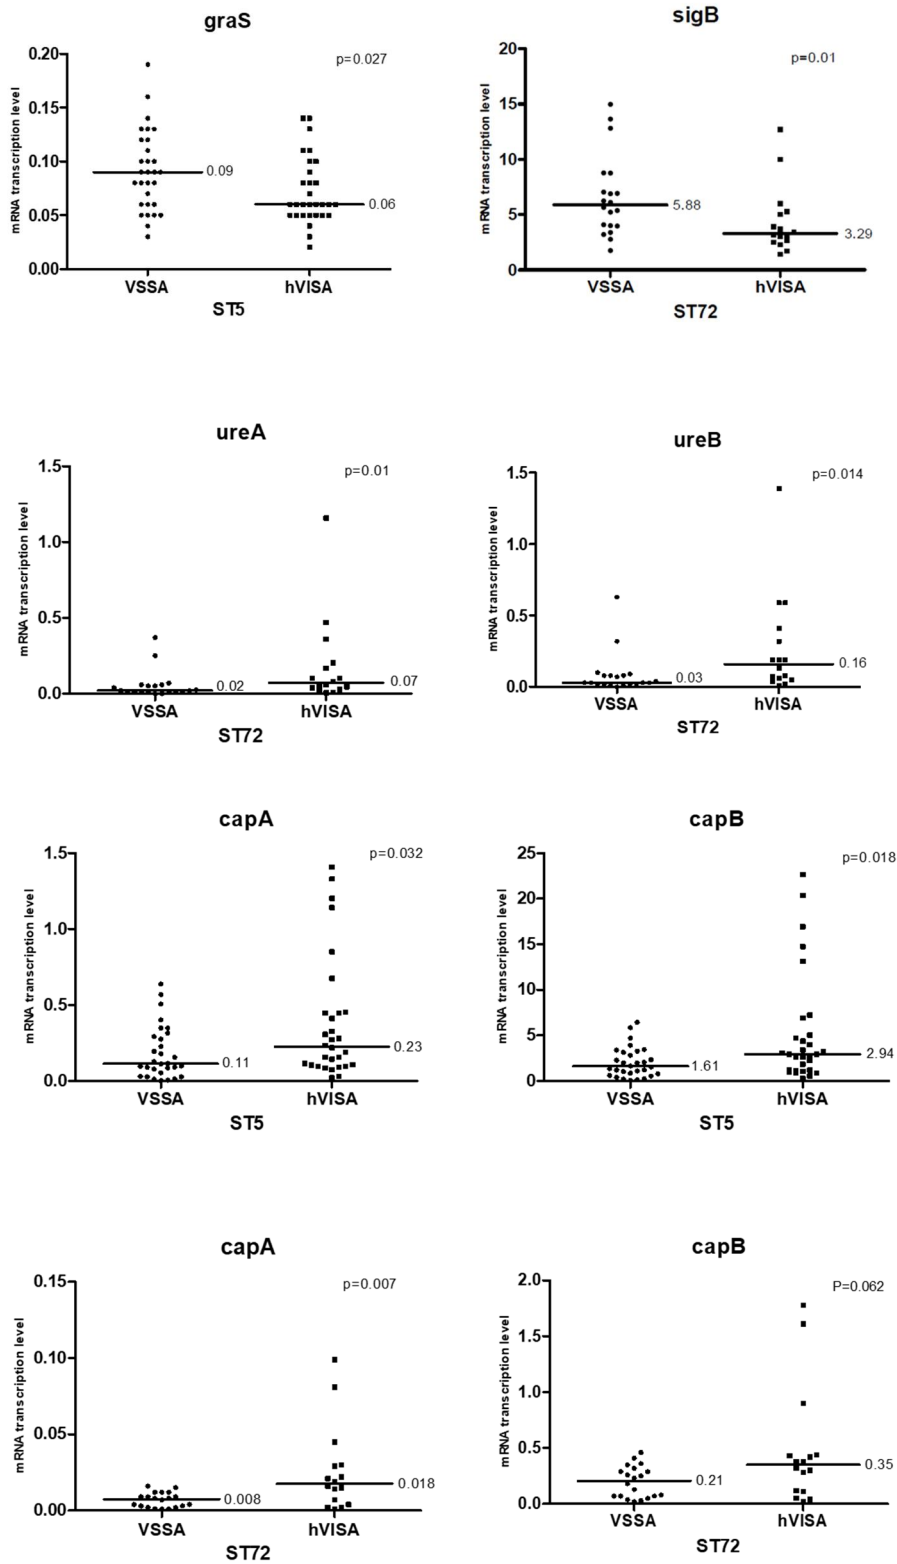 graS
p=0.027
mRNA transcription level
0.20
0.15
0.10
0.05
0.00
0.09
0.06
VSSA
hVISA
ST5
sigB
p=0.01
mRNA transcription level
20
15
10
5
0
5.88
3.29
VSSA
hVISA
ST72
ureA
p=0.01
mRNA transcription level
1.5
1.0
0.5
0.0
0.02
0.07
VSSA
hVISA
ST72
ureB
p=0.014
mRNA transcription level
1.5
1.0
0.5
0.0
0.03
0.16
VSSA
hVISA
ST72
capA
p=0.032
mRNA transcription level
1.5
1.0
0.5
0.0
0.11
0.23
VSSA
hVISA
ST5
capB
p=0.018
mRNA transcription level
25
20
15
10
5
0
1.61
2.94
VSSA
hVISA
ST5
capA
p=0.007
mRNA transcription level
0.15
0.10
0.05
0.00
0.008
0.018
VSSA
hVISA
ST72
capB
P=0.062
mRNA transcription level
2.0
1.5
1.0
0.5
0.0
0.21
0.35
VSSA
hVISA
ST72